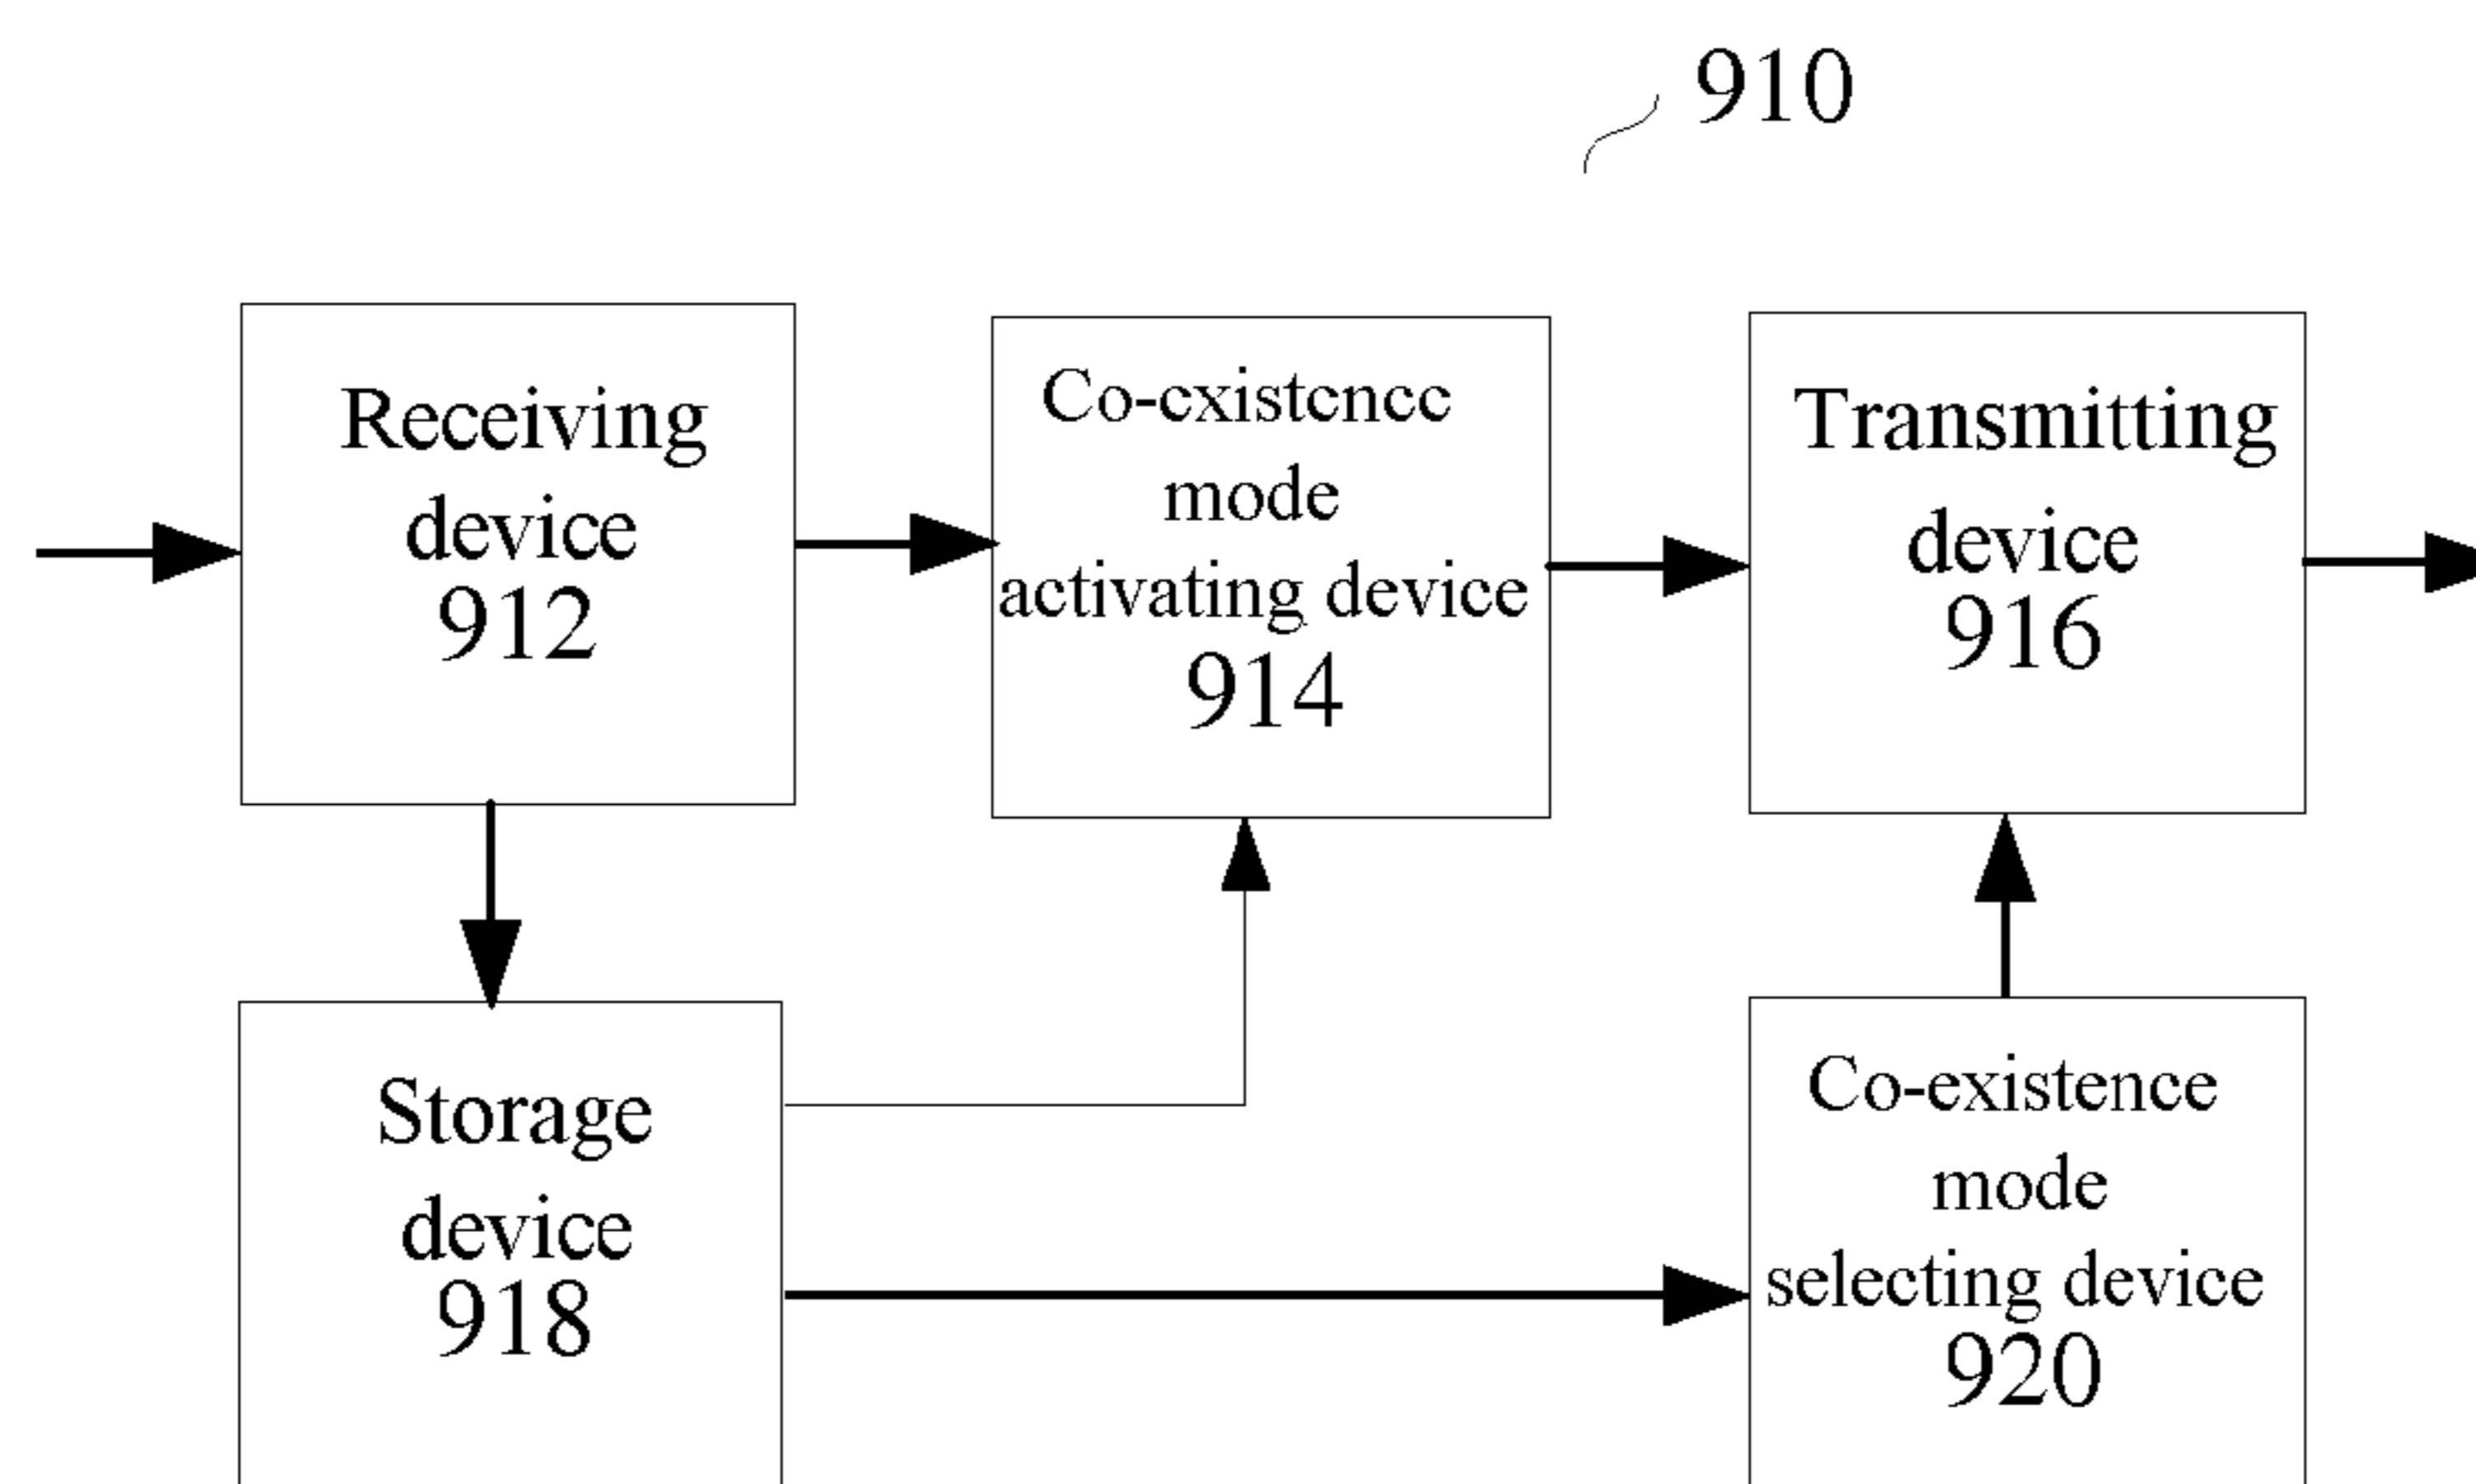 910
Receiving
device
912
Co-existence
mode
activating device
914
Transmitting
device
916
Storage
device
918
Co-existence
mode
selecting device
920